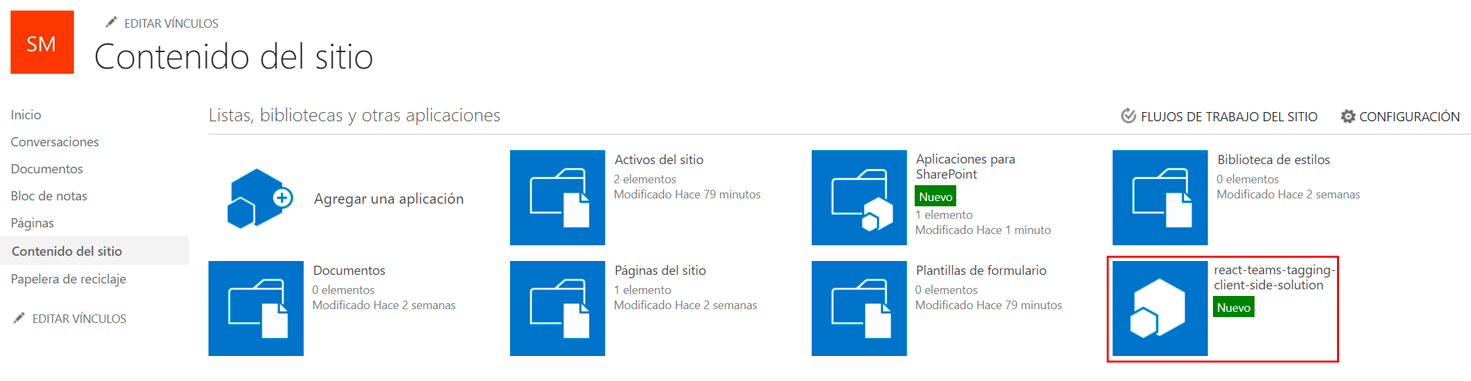 SM
EDITAR VÍNCULOS
Contenido del sitio
Inicio
Conversaciones
Documentos
Bloc de notas
Páginas
Contenido del sitio
Papelera de reciclaje
EDITAR VÍNCULOS
Listas, bibliotecas y otras aplicaciones
FLUJOS DE TRABAJO DEL SITIO
CONFIGURACIÓN
Agregar una aplicación
Activos del sitio
2 elementos
Modificado Hace 79 minutos
Aplicaciones para
SharePoint
Nuevo
1 elemento
Modificado Hace 1 minuto
Biblioteca de estilos
0 elementos
Modificado Hace 2 semanas
Documentos
0 elementos
Modificado Hace 2 semanas
Páginas del sitio
1 elemento
Modificado Hace 2 semanas
Plantillas de formulario
0 elementos
Modificado Hace 79 minutos
react-teams-tagging-
client-side-solution
Nuevo